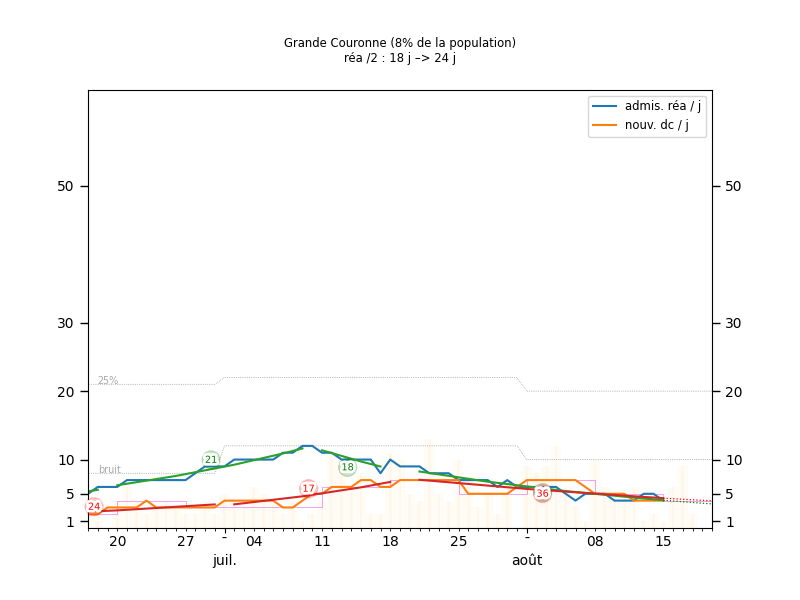 Grande Couronne (8% de la population)
réa /2 : 18 j −> 24 j
admis. réa / j
nouv. dc / j
50 50
30 30
25%
20 20
bruit
21
10 10
18
17
36
5 5
24
1 1
20 27 - 04 11 18 25 - 08 15
juil. août